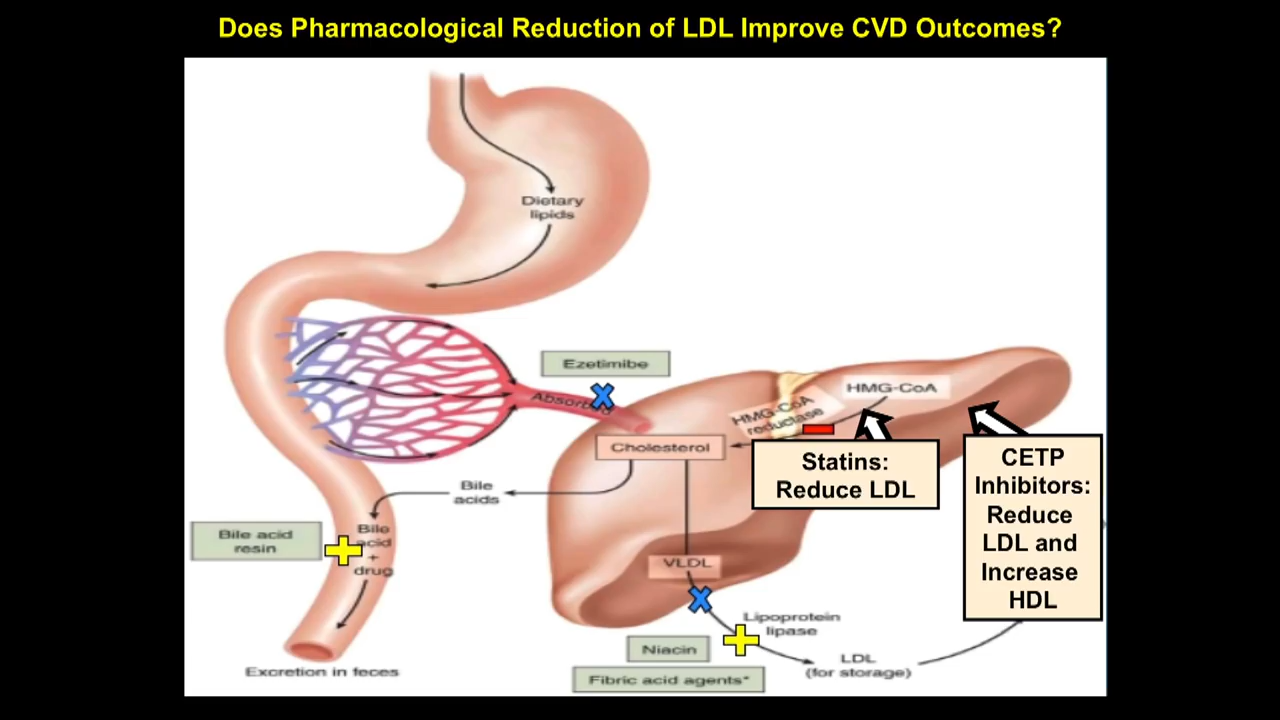 Does Pharmacological Reduction of LDL Improve CVD Outcomes?
Dietary
lipids
Ezetimibe
HMG-CoA
HMG-CoA
reductase
Cholesterol
Statins:
Reduce LDL
CETP
Inhibitors:
Reduce
LDL and
Increase
HDL
Bile
acids
Bile acid
resin
Bile
acid
+
drug
VLDL
Lipoprotein
lipase
Niacin
Fibric acid agents*
LDL
(for storage)
Excretion in feces